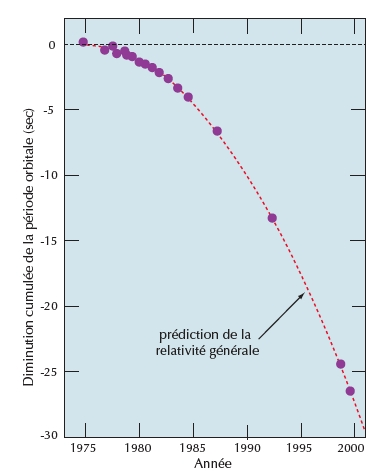 Diminution cumulée de la période orbitale (sec)
0
-5
-10
-15
-20
-25
-30
prédiction de la
relativité générale
1975 1980 1985 1990 1995 2000
Année